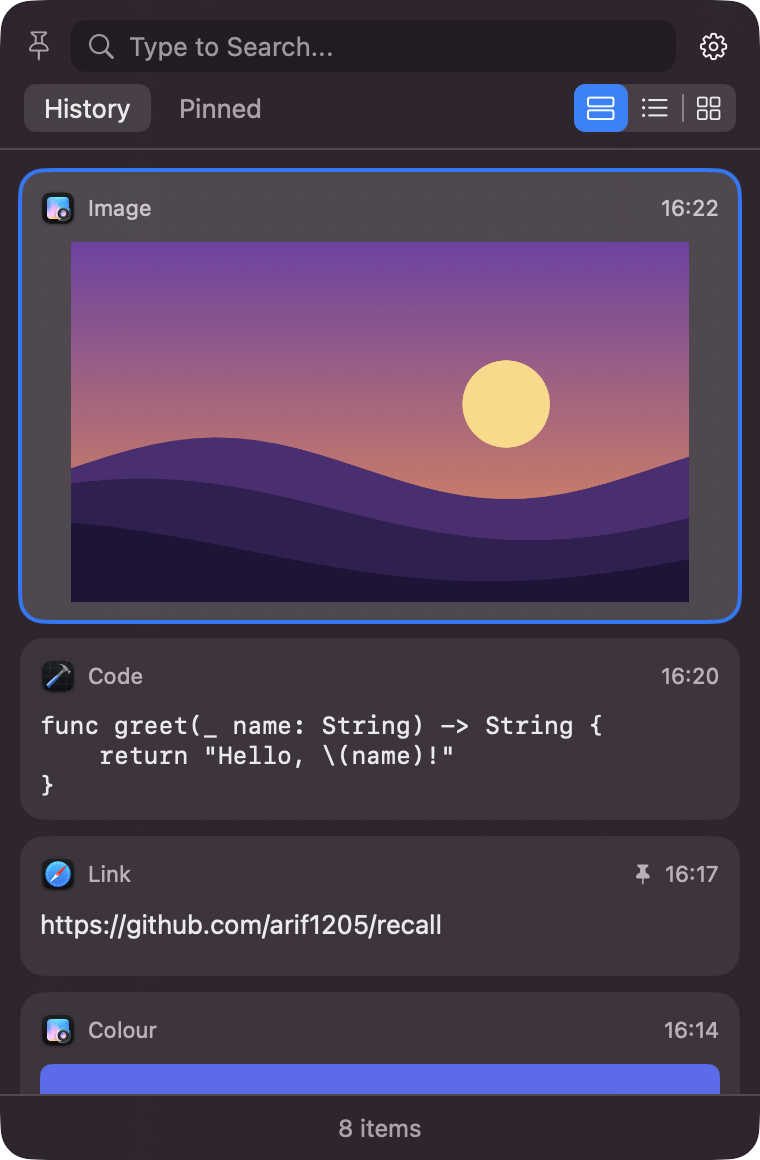 Type to Search...
History
Pinned
Image
16:22
Code
16:20
func greet(_ name: String) -> String {
    return "Hello, \(name)!"
}
Link
16:17
https://github.com/arif1205/recall
Colour
16:14
8 items